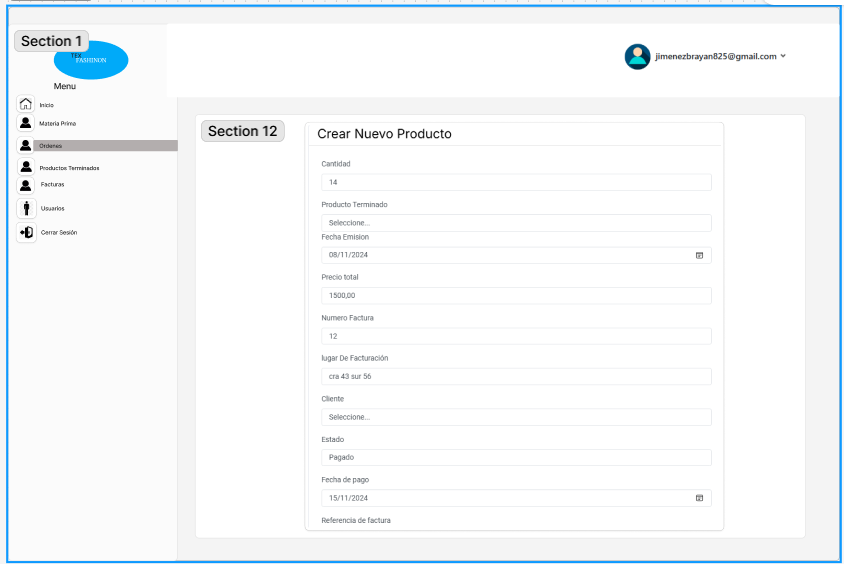 Section 1
TEX
FASHINON
jimenezbrayan825@gmail.com
Menu
Inicio
Materia Prima
Ordenes
Productos Terminados
Facturas
Usuarios
Cerrar Sesión
Section 12
Crear Nuevo Producto
Cantidad
14
Producto Terminado
Seleccione...
Fecha Emision
08/11/2024
Precio total
1500,00
Numero Factura
12
lugar De Facturación
cra 43 sur 56
Cliente
Seleccione...
Estado
Pagado
Fecha de pago
15/11/2024
Referencia de factura